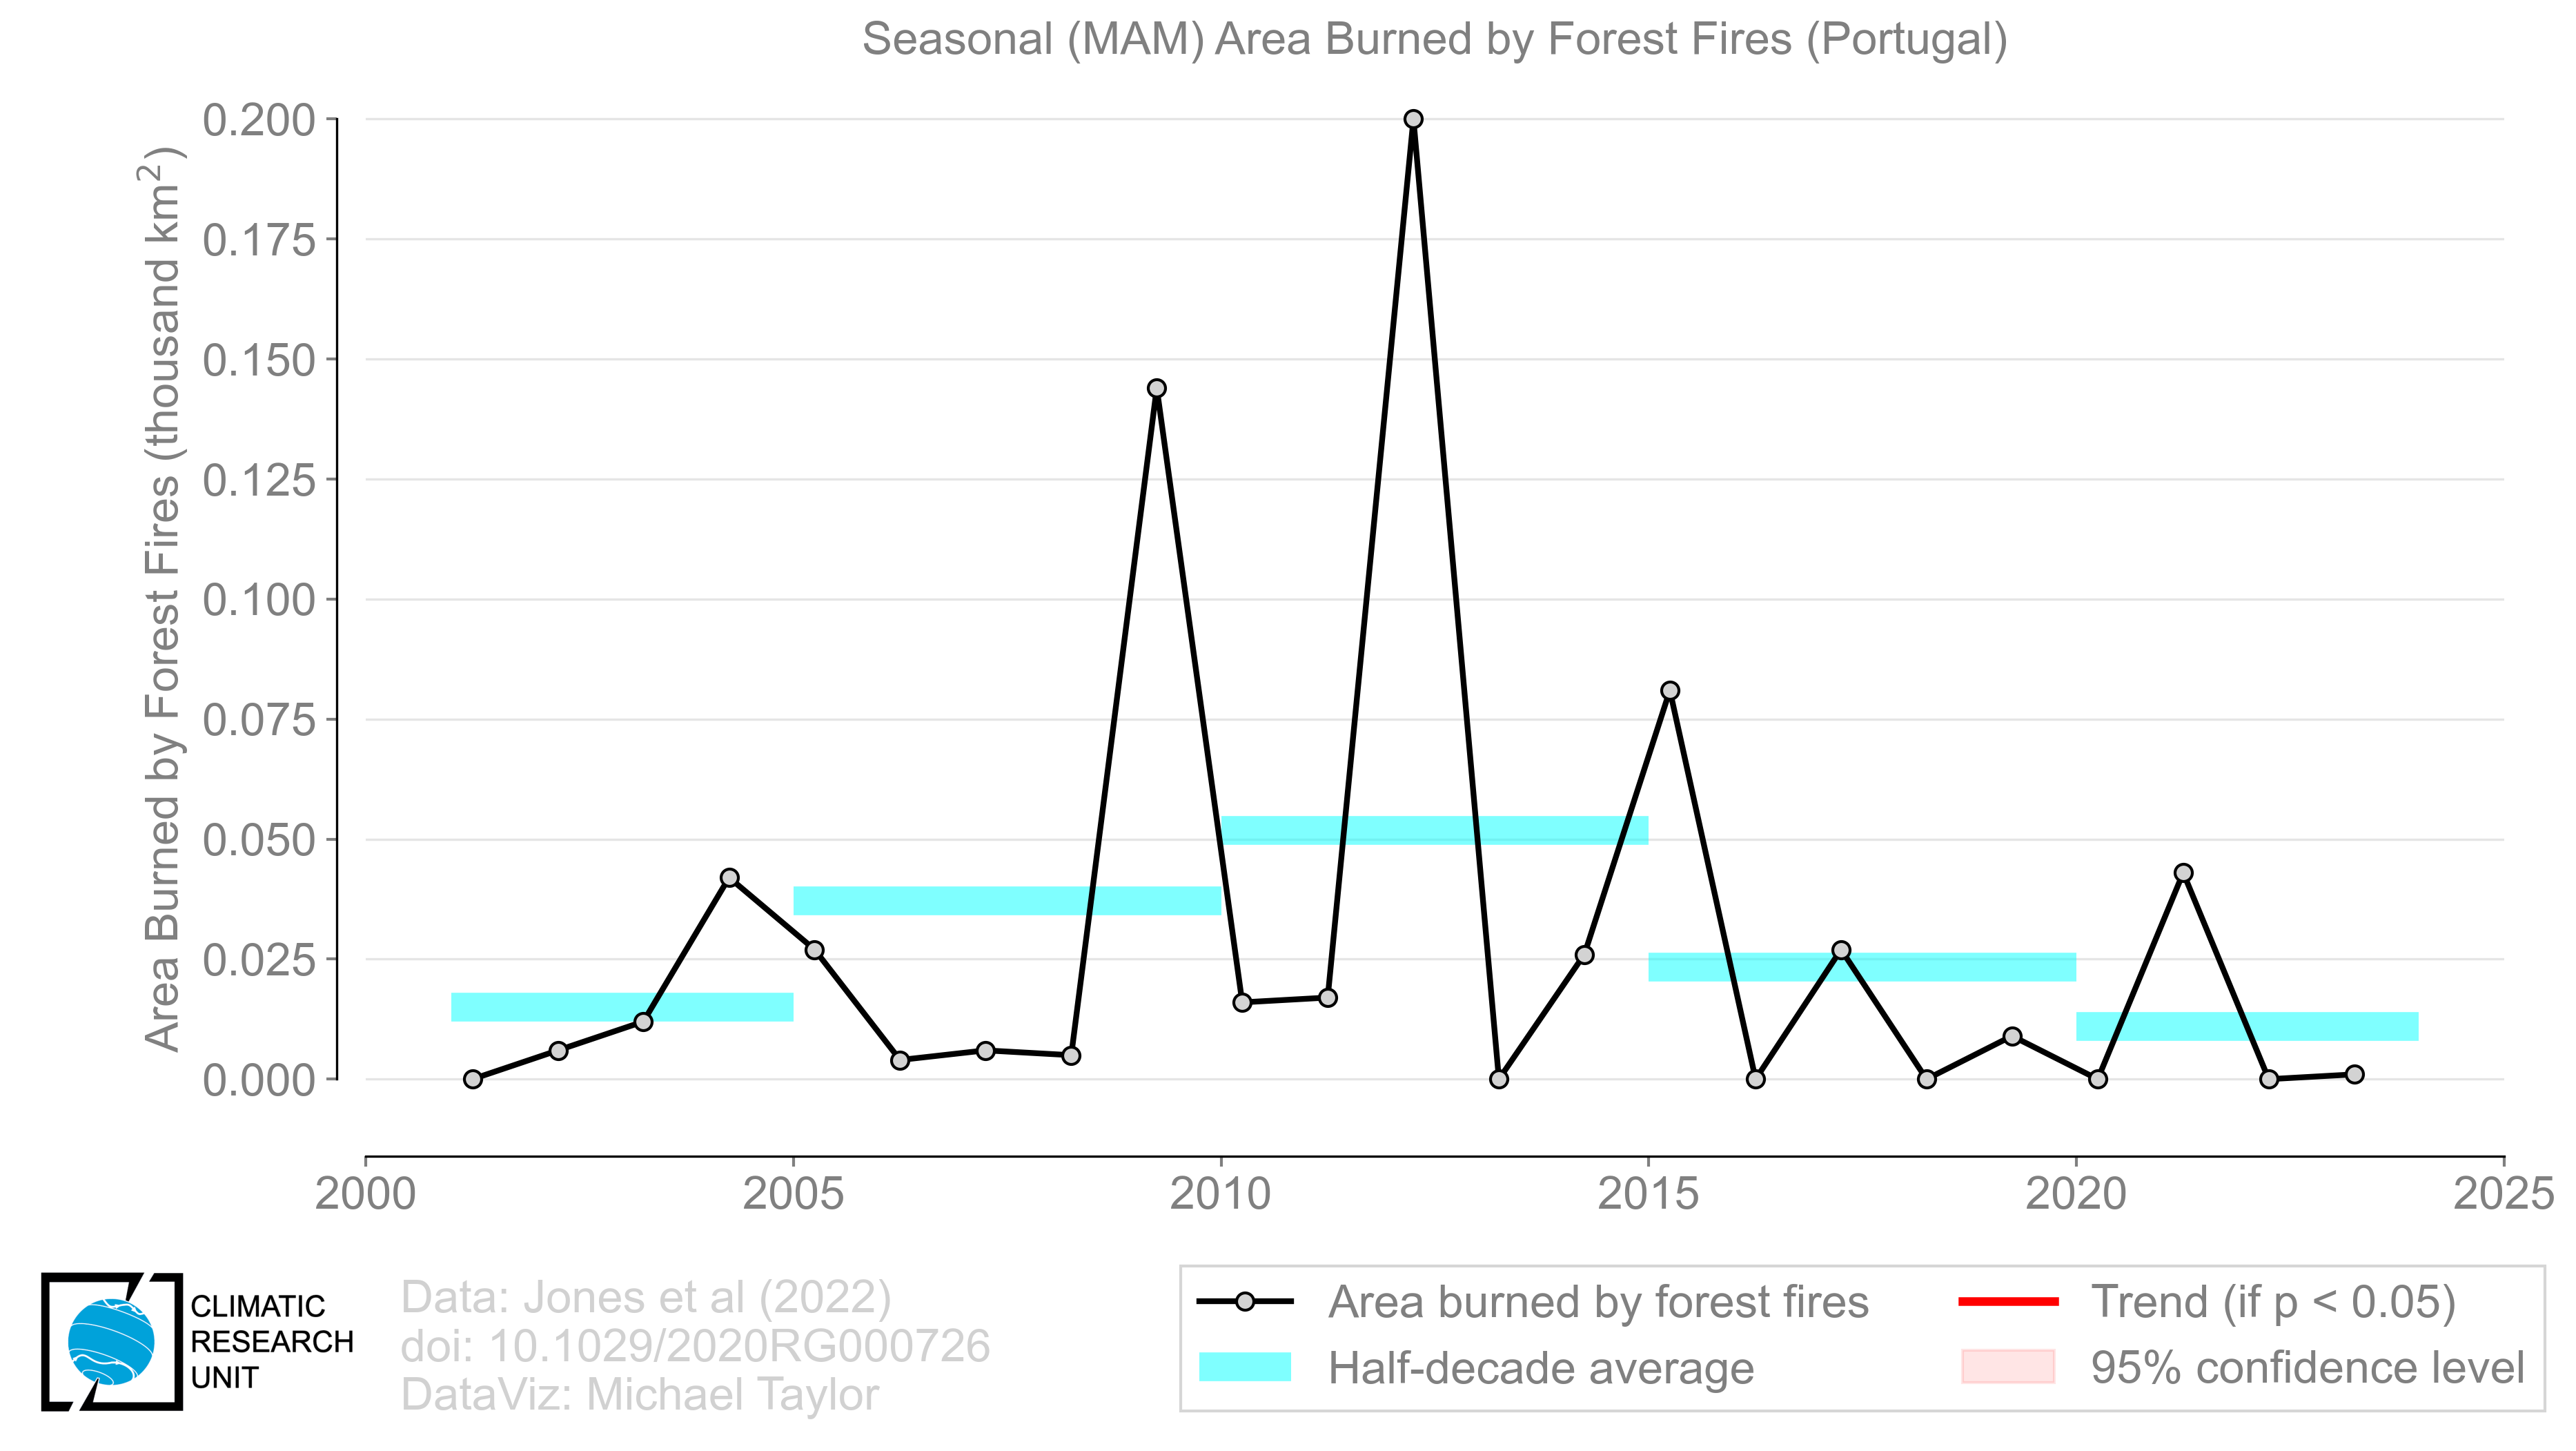 Seasonal (MAM) Area Burned by Forest Fires (Portugal)
Area Burned by Forest Fires (thousand km²)
0.200
0.175
0.150
0.125
0.100
0.075
0.050
0.025
0.000
2000 2005 2010 2015 2020 2025
CLIMATIC
RESEARCH
UNIT
Data: Jones et al (2022)
doi: 10.1029/2020RG000726
DataViz: Michael Taylor
Area burned by forest fires
Half-decade average
Trend (if p < 0.05)
95% confidence level